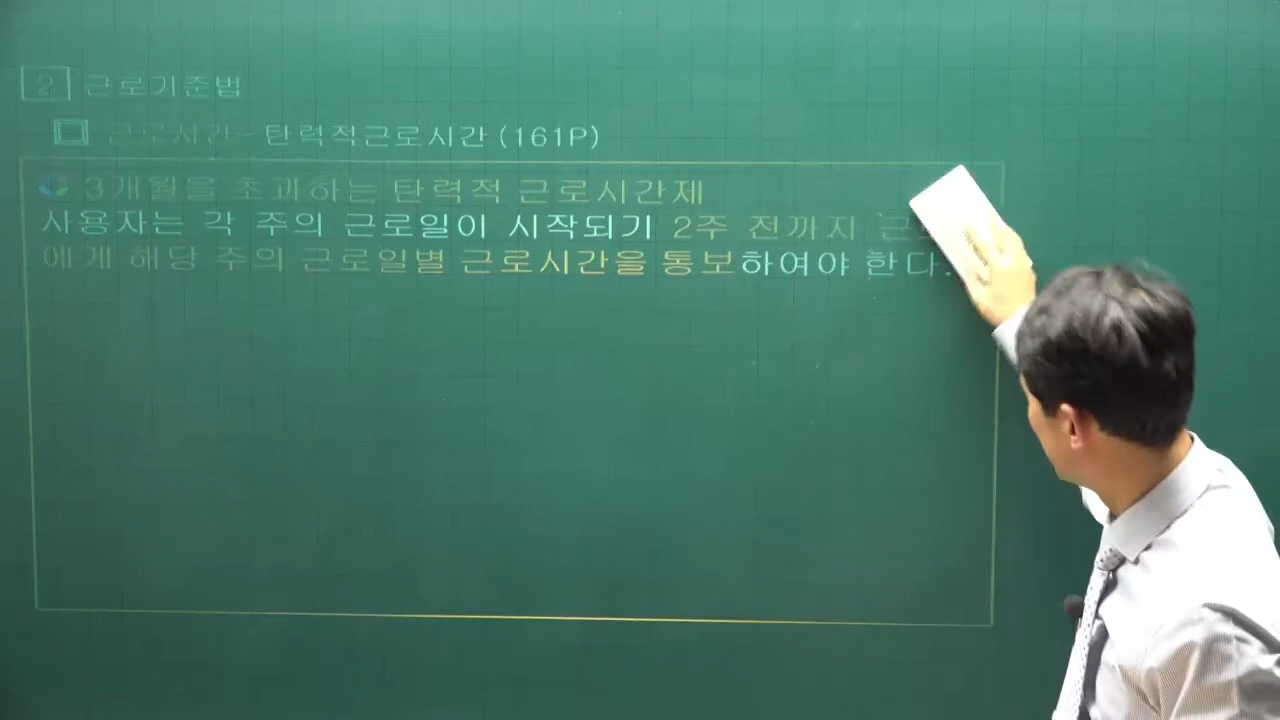 2 근로기준법
근로시간- 탄력적근로시간 (161P)
3개월을 초과하는 탄력적 근로시간제
사용자는 각 주의 근로일이 시작되기 2주 전까지
에게 해당 주의 근로일별 근로시간을 통보하여야 한다.